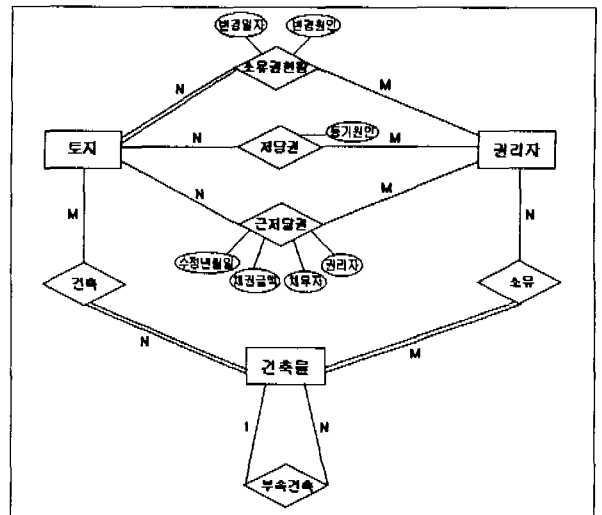 변경일자 변경원인
소유권현황
N M
토지 N 저당권 등기원인 M 권리자
N M
M 근저당권 N
수정년월일 채권금액 채무자 권리자
건축 소유
N M
건축물
1 N
부속건축